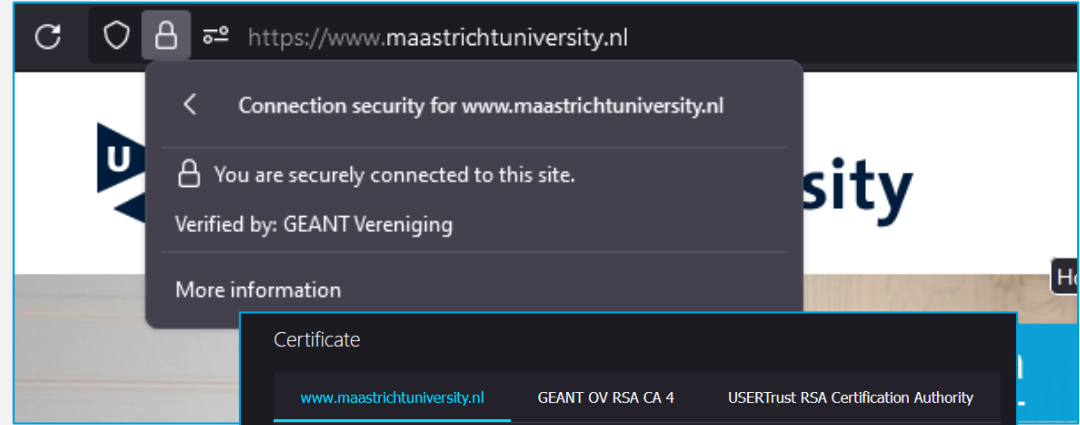 https://www.maastrichtuniversity.nl
Connection security for www.maastrichtuniversity.nl
U
You are securely connected to this site.
sity
Verified by: GEANT Vereniging
More information
Certificate
www.maastrichtuniversity.nl GEANT OV RSA CA 4 USERTrust RSA Certification Authority